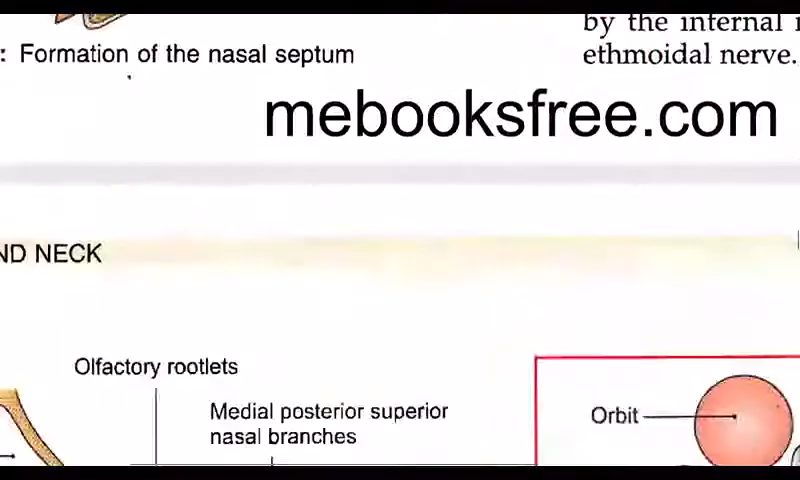 by the internal
: Formation of the nasal septum
ethmoidal nerve.
mebooksfree.com
ND NECK
Olfactory rootlets
Medial posterior superior
nasal branches
Orbit